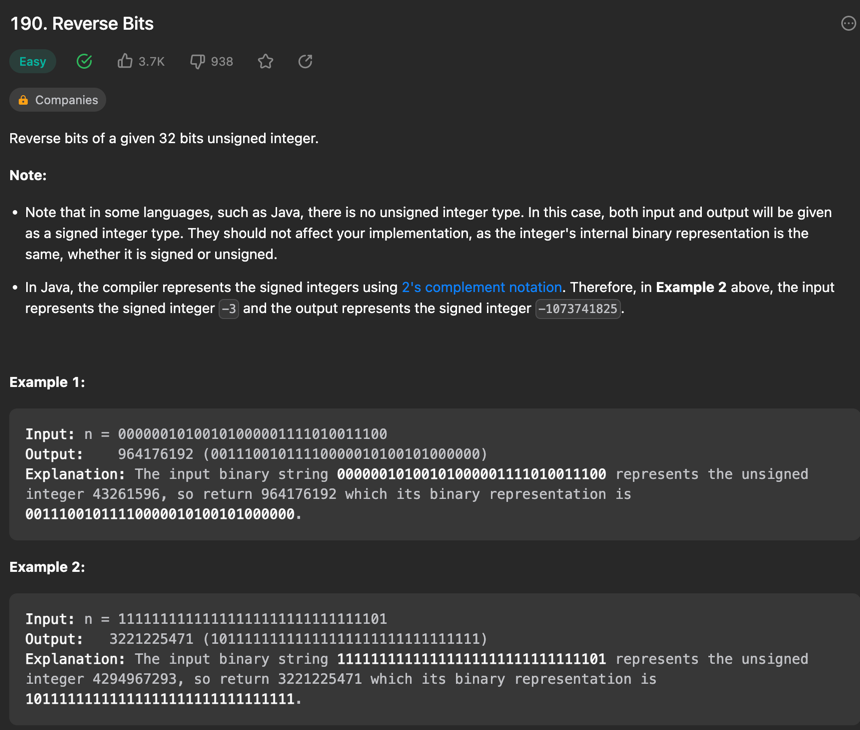 190. Reverse Bits
Easy 3.7K 938
Companies
Reverse bits of a given 32 bits unsigned integer.
Note:
• Note that in some languages, such as Java, there is no unsigned integer type. In this case, both input and output will be given
as a signed integer type. They should not affect your implementation, as the integer's internal binary representation is the
same, whether it is signed or unsigned.
• In Java, the compiler represents the signed integers using 2's complement notation. Therefore, in Example 2 above, the input
represents the signed integer -3 and the output represents the signed integer -1073741825.
Example 1:
Input: n = 00000010100101000001111010011100
Output:    964176192 (00111001011110000010100101000000)
Explanation: The input binary string 00000010100101000001111010011100 represents the unsigned
integer 43261596, so return 964176192 which its binary representation is
00111001011110000010100101000000.
Example 2:
Input: n = 11111111111111111111111111111101
Output:   3221225471 (10111111111111111111111111111111)
Explanation: The input binary string 11111111111111111111111111111101 represents the unsigned
integer 4294967293, so return 3221225471 which its binary representation is
10111111111111111111111111111111.